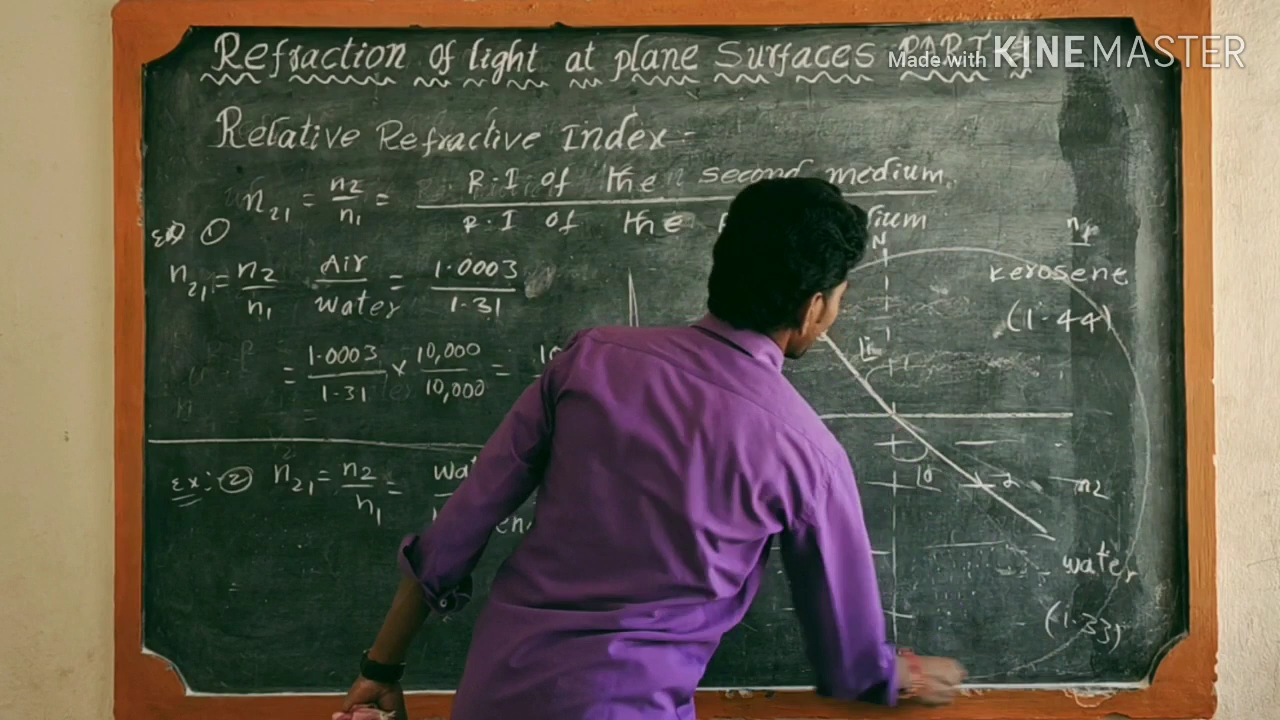 Refraction of light at plane Surfaces PART
Made with KINEMASTER
Relative Refractive Index -
n21 = n2/n1 = R.I of the second medium
R.I of the
Ex ①
n21 = n2/n1 Air/water = 1.0003/1.31
= 1.0003/1.31 × 10,000/10,000 =
Ex:- ② n21 = n2/n1 =
N
n1
kerosene
(1.44)
n2
water
(1.33)